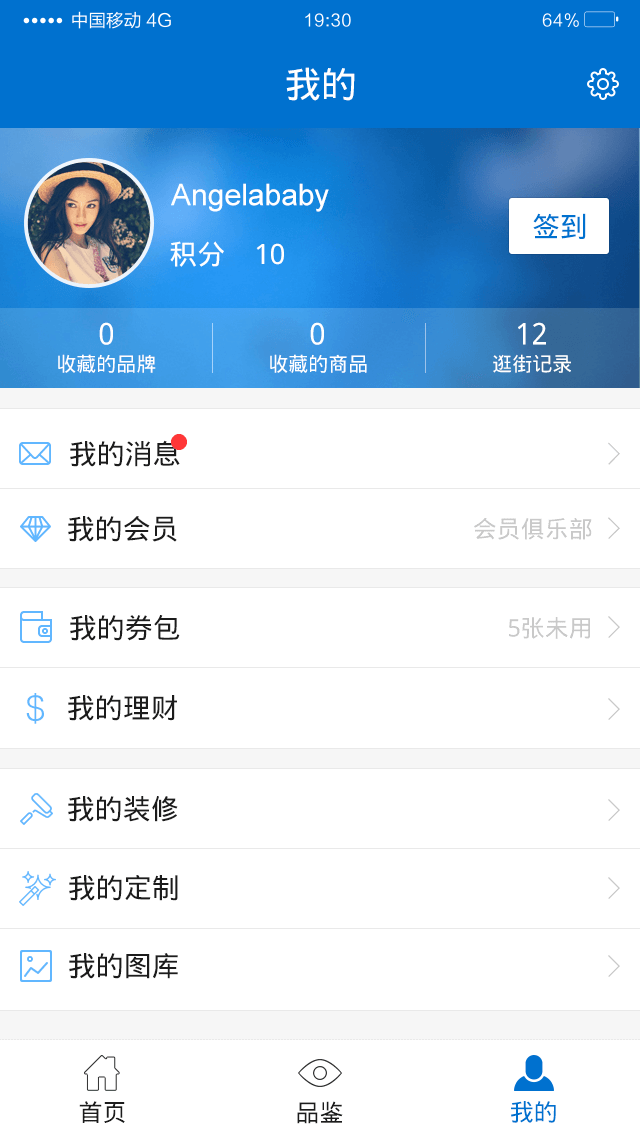 中国移动 4G 19:30 64%
我的
Angelababy
积分 10
签到
0 0 12
收藏的品牌 收藏的商品 逛街记录
我的消息
我的会员 会员俱乐部
我的券包 5张未用
我的理财
我的装修
我的定制
我的图库
首页 品鉴 我的